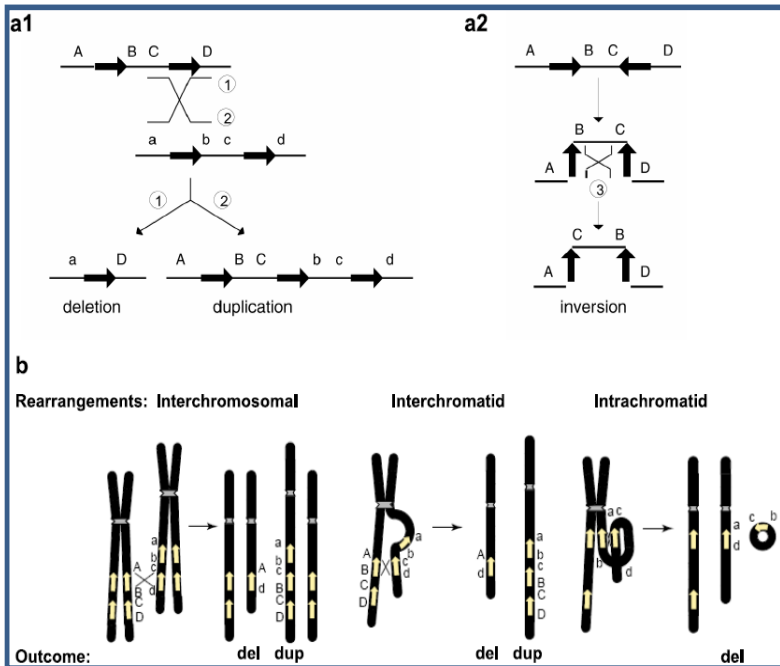 a1
A B C D
1
2
a b c d
1 2
a D
A B C b c d
deletion duplication
a2
A B C D
B C
A D
3
C B
A D
inversion
b
Rearrangements: Interchromosomal Interchromatid Intrachromatid
A
B
C
D
a
b
c
d
A
d
a
b
c
B
C
D
A
B
C
D
a
b
c
d
A
d
a
b
c
B
C
D
a
c
b
d
a
d
c b
Outcome: del dup del dup del